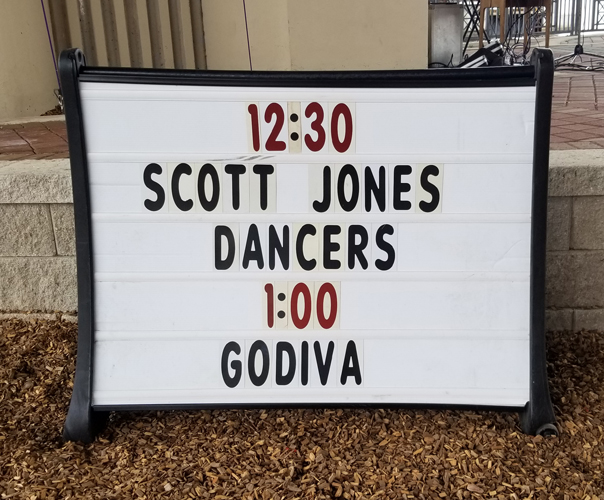 12:30
SCOTT JONES
DANCERS
1:00
GODIVA